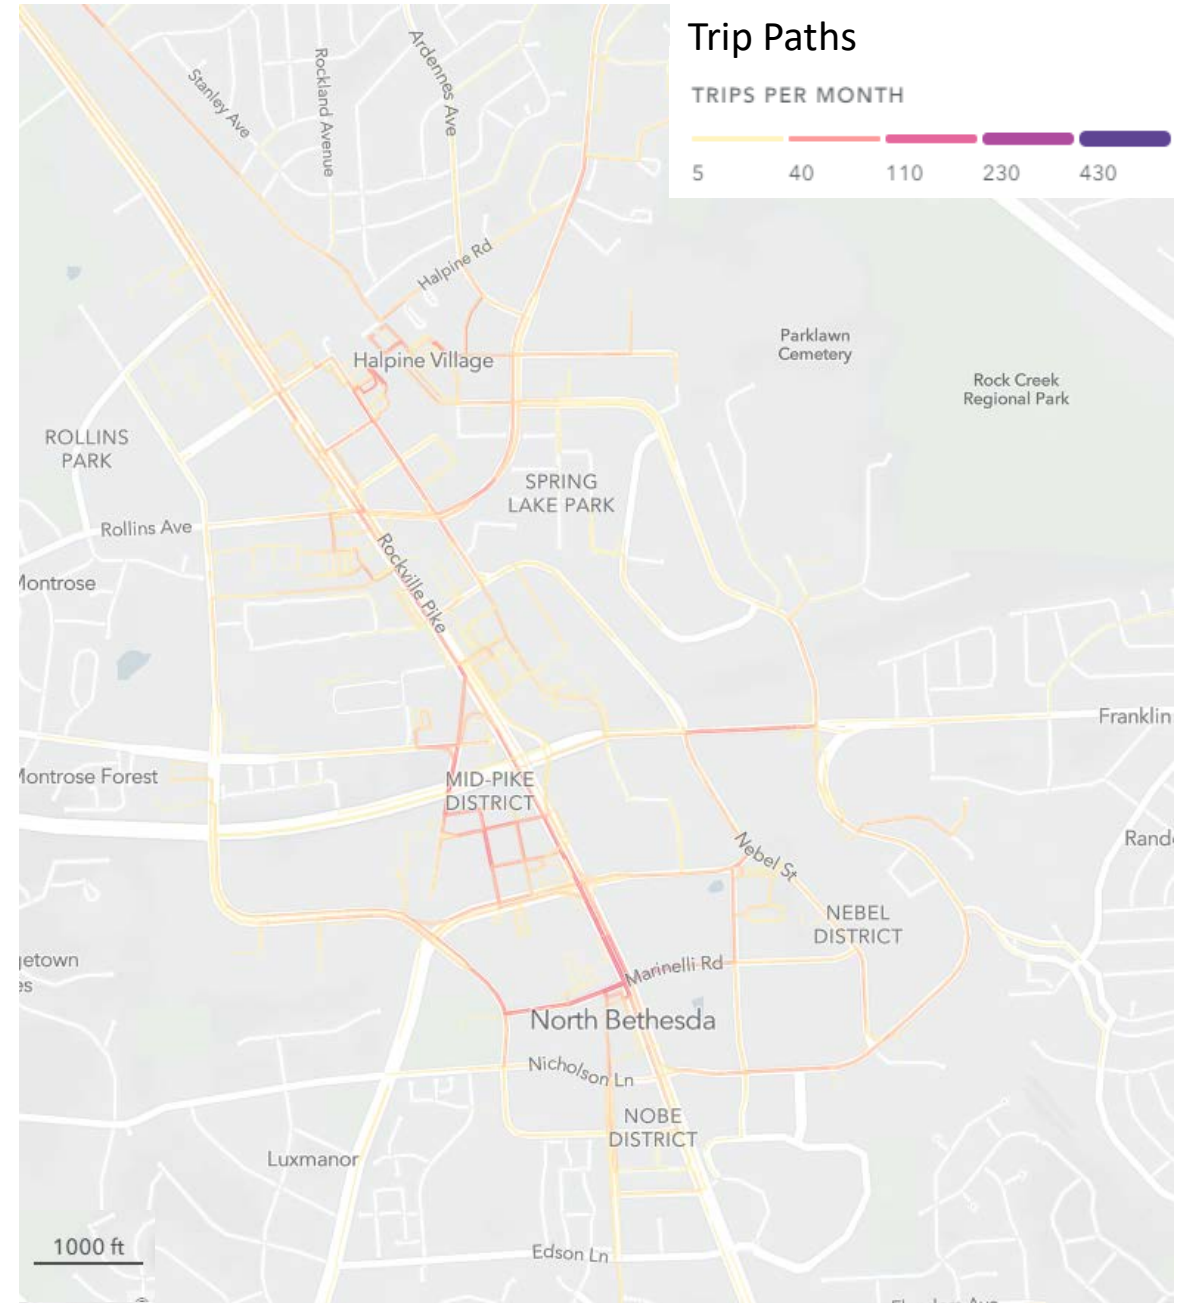 Trip Paths
TRIPS PER MONTH
5 40 110 230 430
Ardennes Ave
Rockland Avenue
Stanley Ave
Halpine Rd
Parklawn
Cemetery
Halpine Village
Rock Creek
Regional Park
ROLLINS
PARK
SPRING
LAKE PARK
Rollins Ave
Rockville Pike
Montrose
Franklin
Montrose Forest
MID-PIKE
DISTRICT
Nebel St
Rand
NEBEL
DISTRICT
getown
es
Marinelli Rd
North Bethesda
Nicholson Ln
NOBE
DISTRICT
Luxmanor
1000 ft
Edson Ln